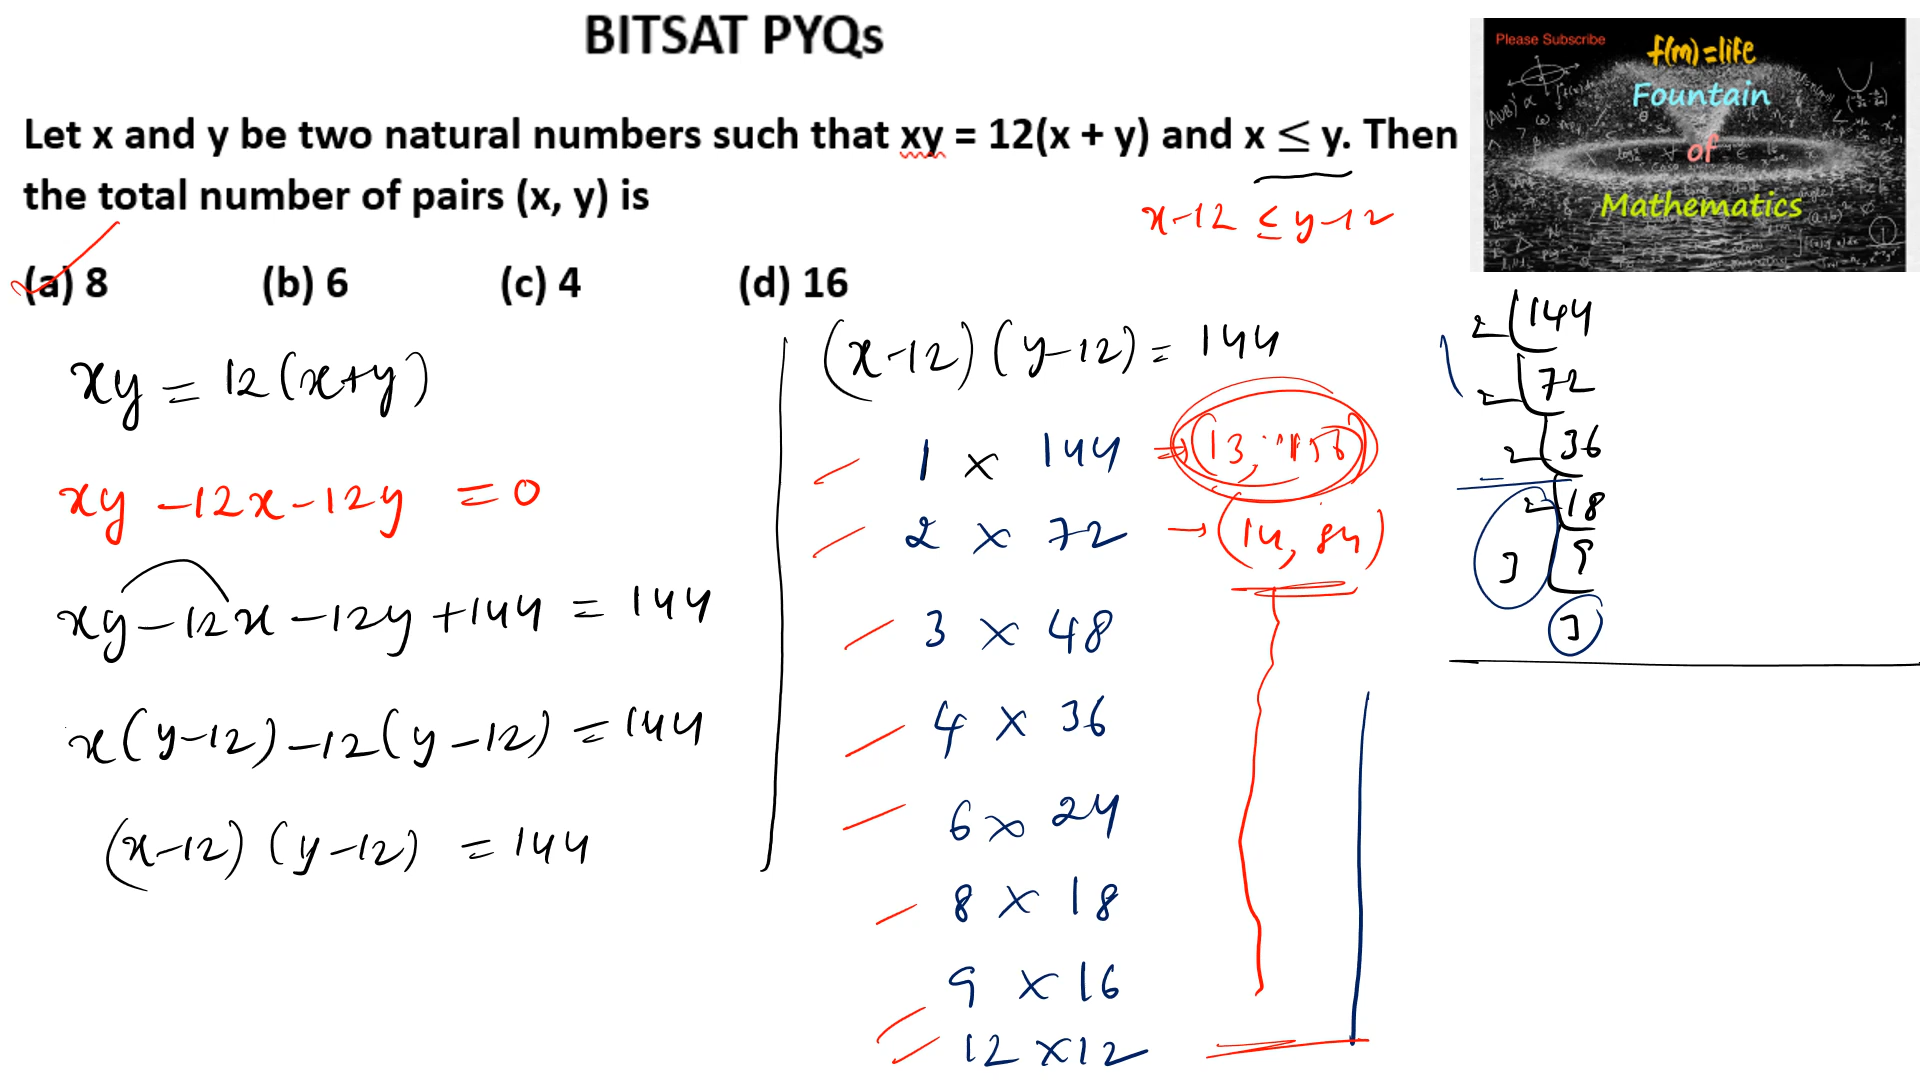 BITSAT PYQs
Please Subscribe
f(m)=life
Fountain
of
Mathematics
Let x and y be two natural numbers such that xy = 12(x + y) and x ≤ y. Then
the total number of pairs (x, y) is
x-12 ≤ y-12
(a) 8 (b) 6 (c) 4 (d) 16
xy = 12(x+y)
xy -12x-12y = 0
xy-12x-12y+144 = 144
x(y-12)-12(y-12) = 144
(x-12)(y-12) = 144
(x-12)(y-12) = 144
1 x 144 ⇒ (13, 156)
2 x 72 → (14, 84)
3 x 48
4 x 36
6 x 24
8 x 18
9 x 16
12 x 12
2 144
2 72
2 36
2 18
3 9
3